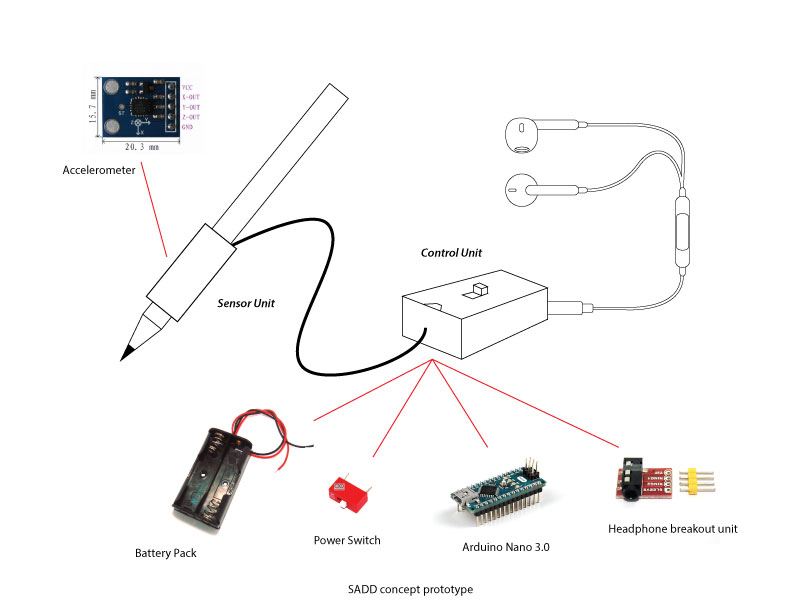 VCC
X-OUT
Y-OUT
Z-OUT
GND
15.7 mm
20.3 mm
Accelerometer
Control Unit
Sensor Unit
Battery Pack
Power Switch
Arduino Nano 3.0
Headphone breakout unit
SADD concept prototype